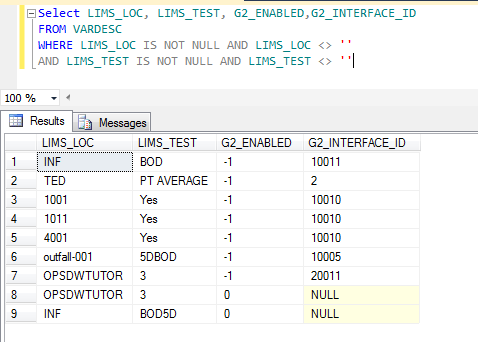 Select LIMS_LOC, LIMS_TEST, G2_ENABLED,G2_INTERFACE_ID
FROM VARDESC
WHERE LIMS_LOC IS NOT NULL AND LIMS_LOC <> ''
AND LIMS_TEST IS NOT NULL AND LIMS_TEST <> ''
100 %
Results Messages
LIMS_LOC LIMS_TEST G2_ENABLED G2_INTERFACE_ID
1 INF BOD -1 10011
2 TED PT AVERAGE -1 2
3 1001 Yes -1 10010
4 1011 Yes -1 10010
5 4001 Yes -1 10010
6 outfall-001 5DBOD -1 10005
7 OPSDWTUTOR 3 -1 20011
8 OPSDWTUTOR 3 0 NULL
9 INF BOD5D 0 NULL